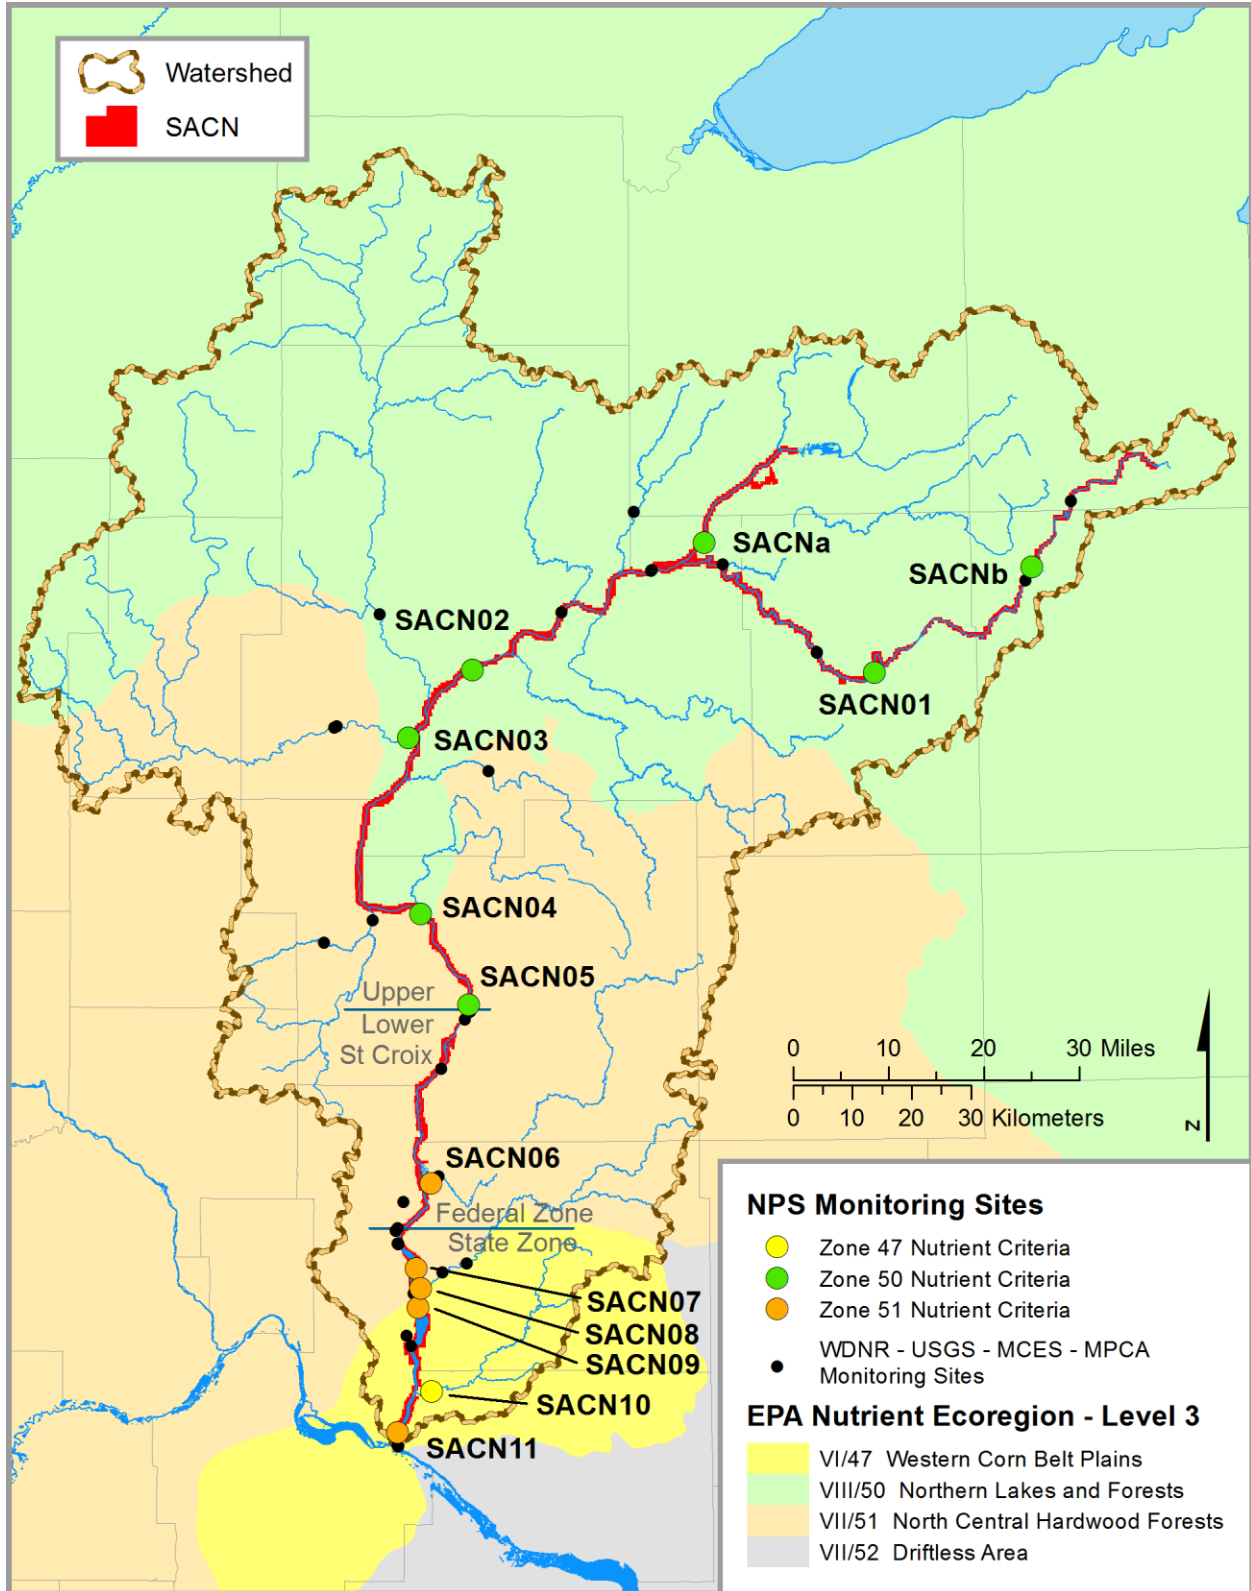 Watershed
SACN
SACNa
SACNb
SACN02
SACN01
SACN03
SACN04
SACN05
Upper
Lower
St Croix
0 10 20 30 Miles
0 10 20 30 Kilometers
N
SACN06
Federal Zone
State Zone
SACN07
SACN08
SACN09
SACN10
SACN11
NPS Monitoring Sites
Zone 47 Nutrient Criteria
Zone 50 Nutrient Criteria
Zone 51 Nutrient Criteria
WDNR - USGS - MCES - MPCA
Monitoring Sites
EPA Nutrient Ecoregion - Level 3
VI/47 Western Corn Belt Plains
VIII/50 Northern Lakes and Forests
VII/51 North Central Hardwood Forests
VII/52 Driftless Area